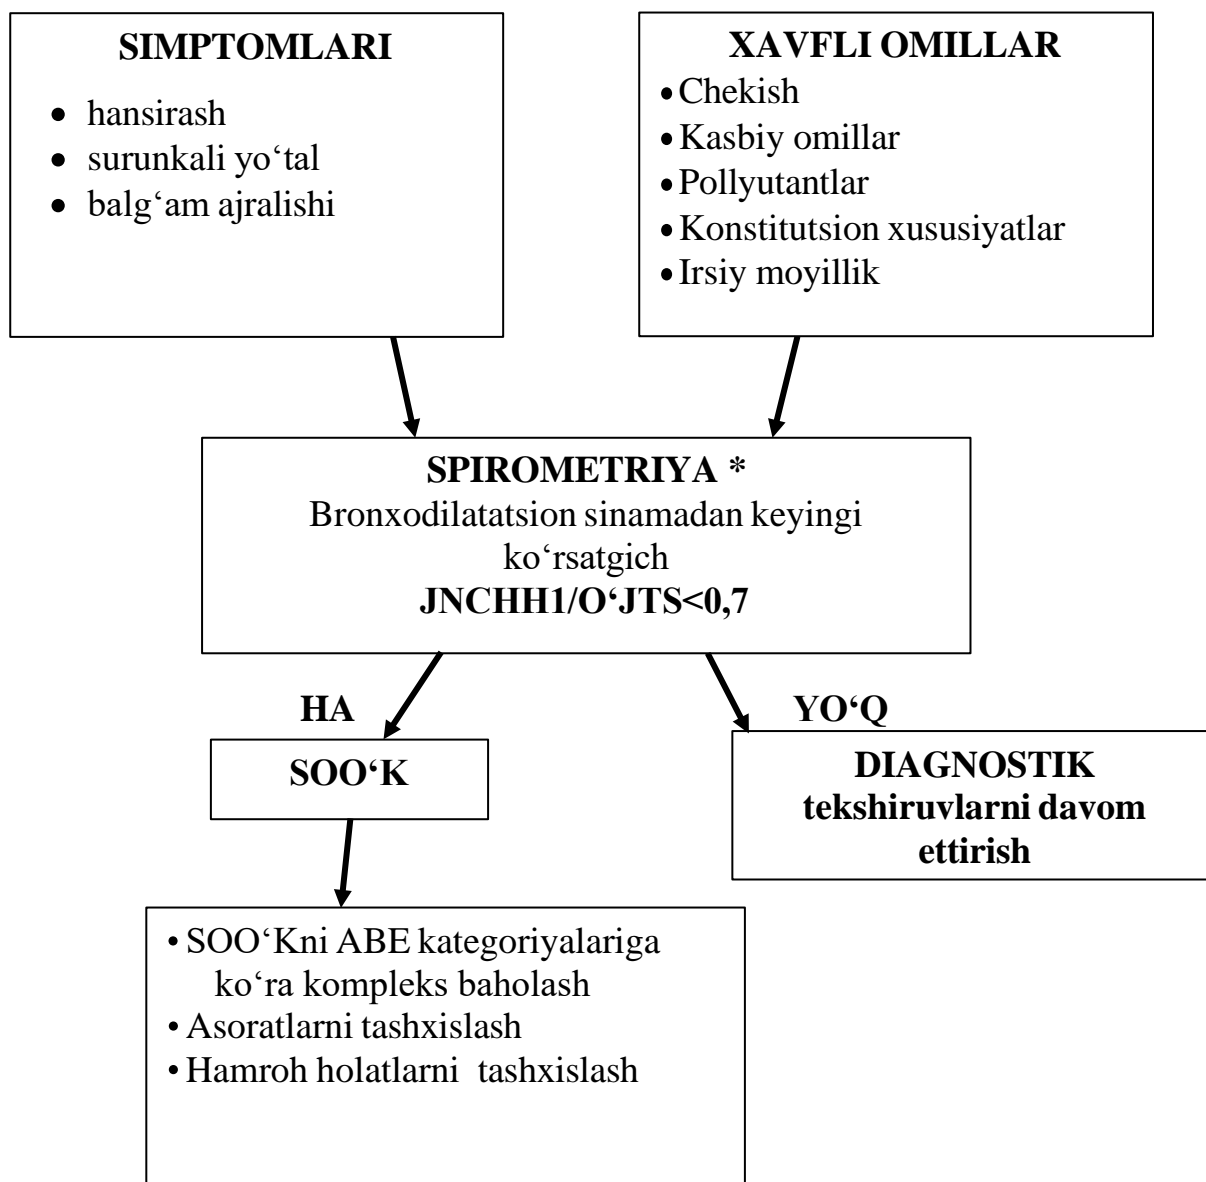 SIMPTOMLARI
• hansirash
• surunkali yo‘tal
• balg‘am ajralishi
XAVFLI OMILLAR
• Chekish
• Kasbiy omillar
• Pollyutantlar
• Konstitutsion xususiyatlar
• Irsiy moyillik
SPIROMETRIYA *
Bronxodilatatsion sinamadan keyingi
ko‘rsatgich
JNCHH1/O‘JTS<0,7
HA
YO‘Q
SOO‘K
DIAGNOSTIK
tekshiruvlarni davom
ettirish
• SOO‘Kni ABE kategoriyalariga
ko‘ra kompleks baholash
• Asoratlarni tashxislash
• Hamroh holatlarni tashxislash